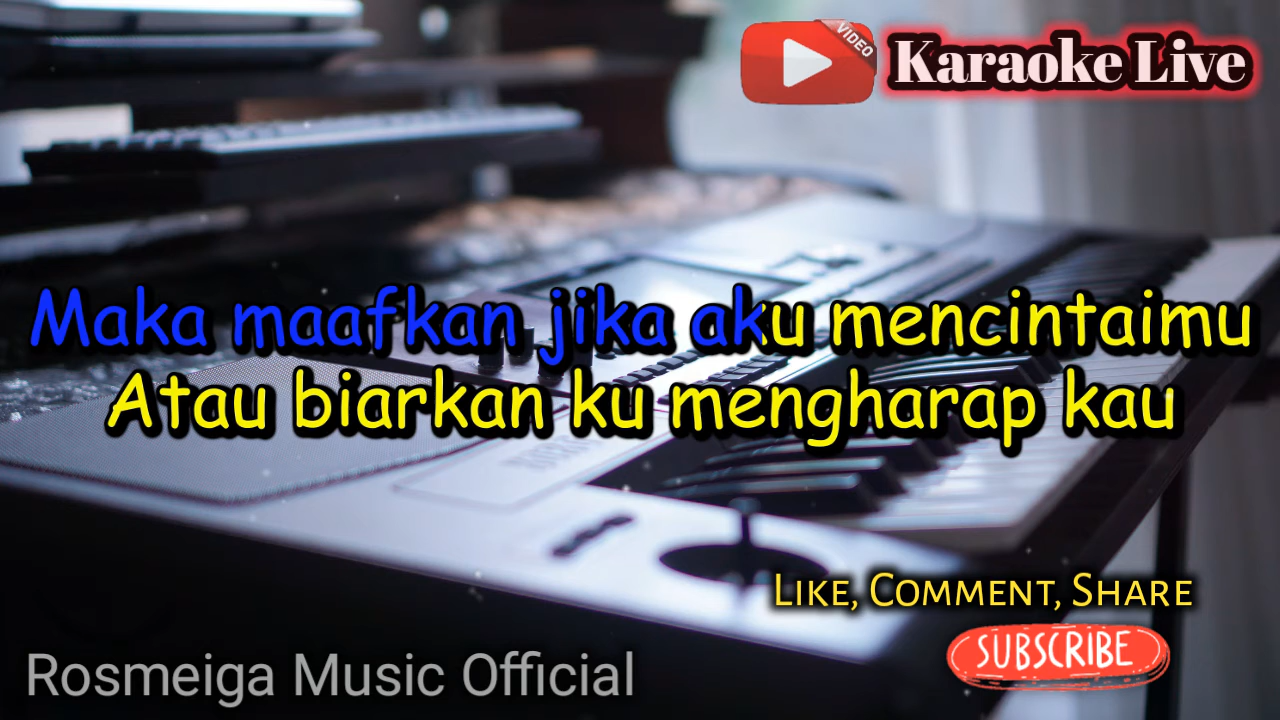 VIDEO
Karaoke Live
Maka maafkan jika aku mencintaimu
Atau biarkan ku mengharap kau
Like, Comment, Share
SUBSCRIBE
Rosmeiga Music Official